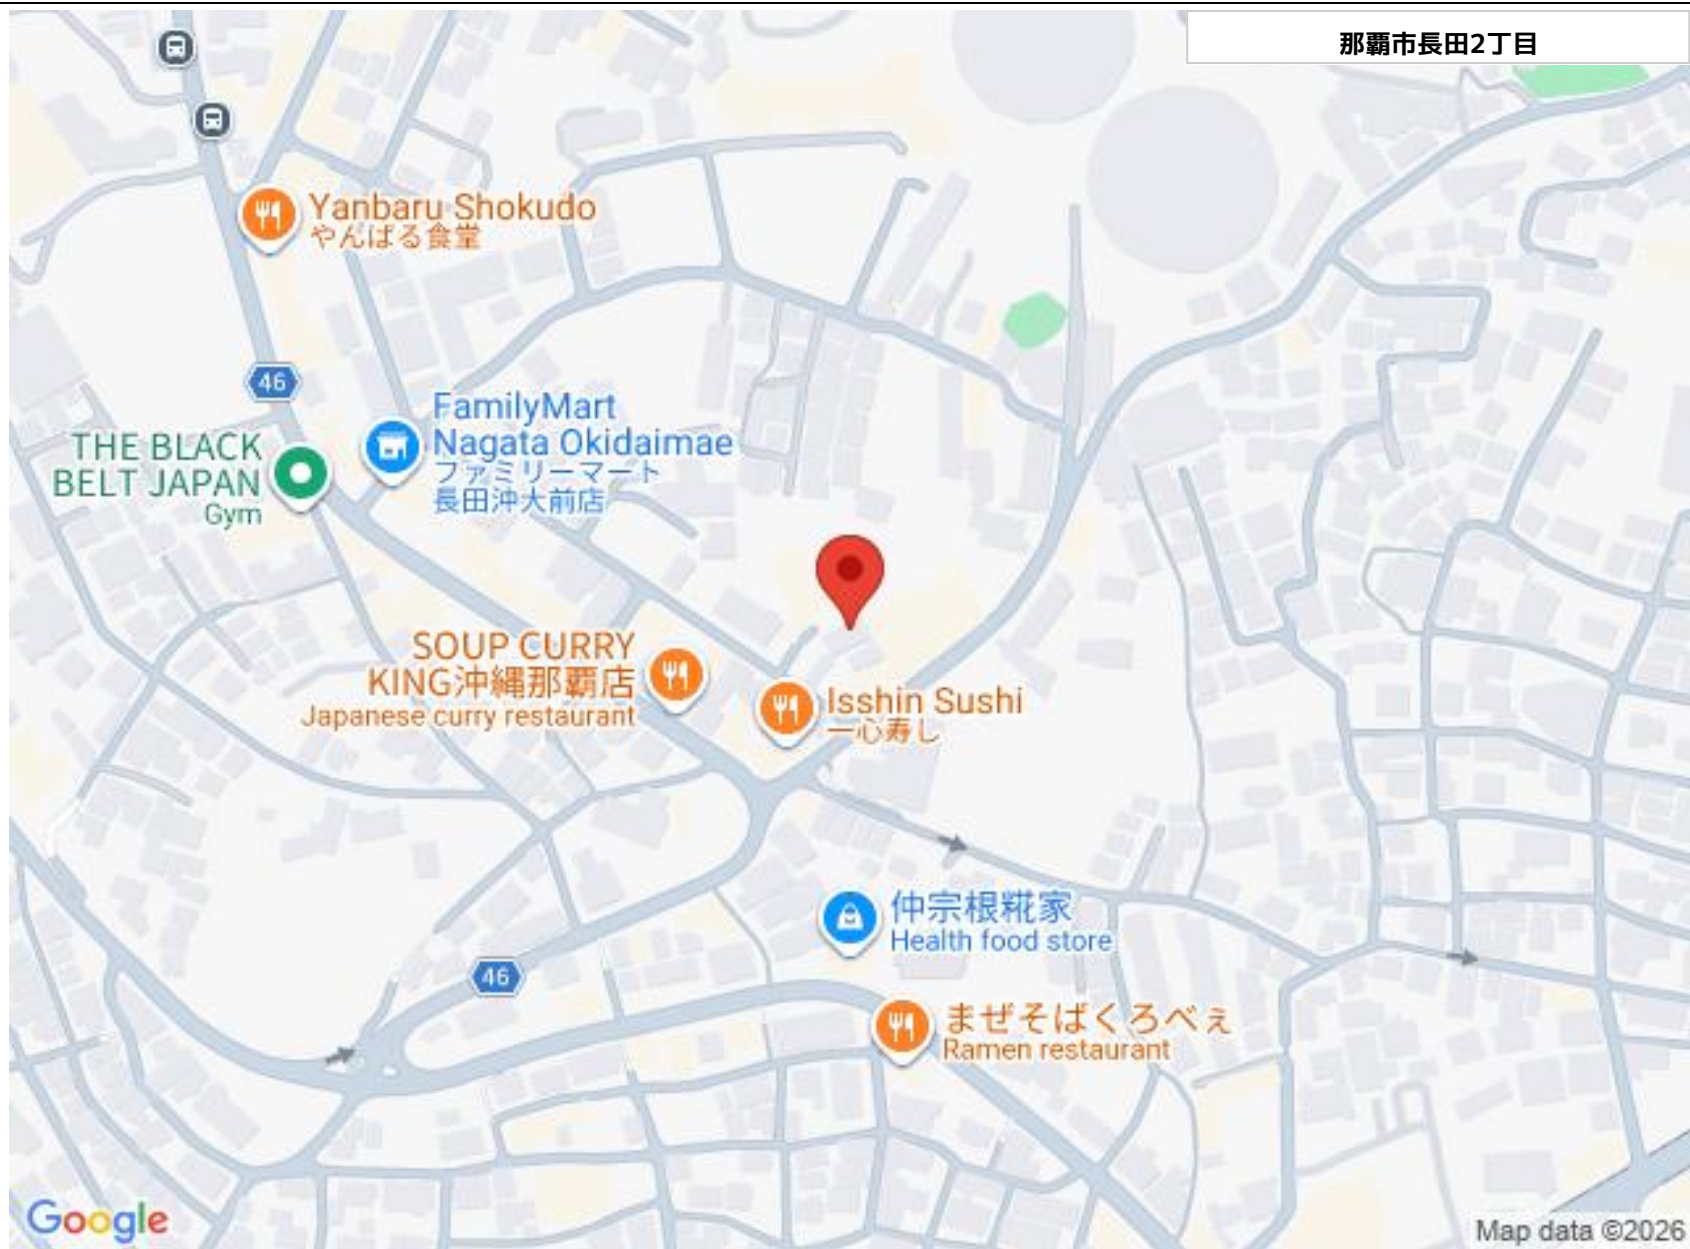 那覇市長田2丁目
Yanbaru Shokudo
やんばる食堂
46
FamilyMart
Nagata Okidaimae
ファミリーマート
長田沖大前店
THE BLACK
BELT JAPAN
Gym
SOUP CURRY
KING沖縄那覇店
Japanese curry restaurant
Isshin Sushi
一心寿し
仲宗根糀家
Health food store
46
まぜそばくろべぇ
Ramen restaurant
Google
Map data ©2026